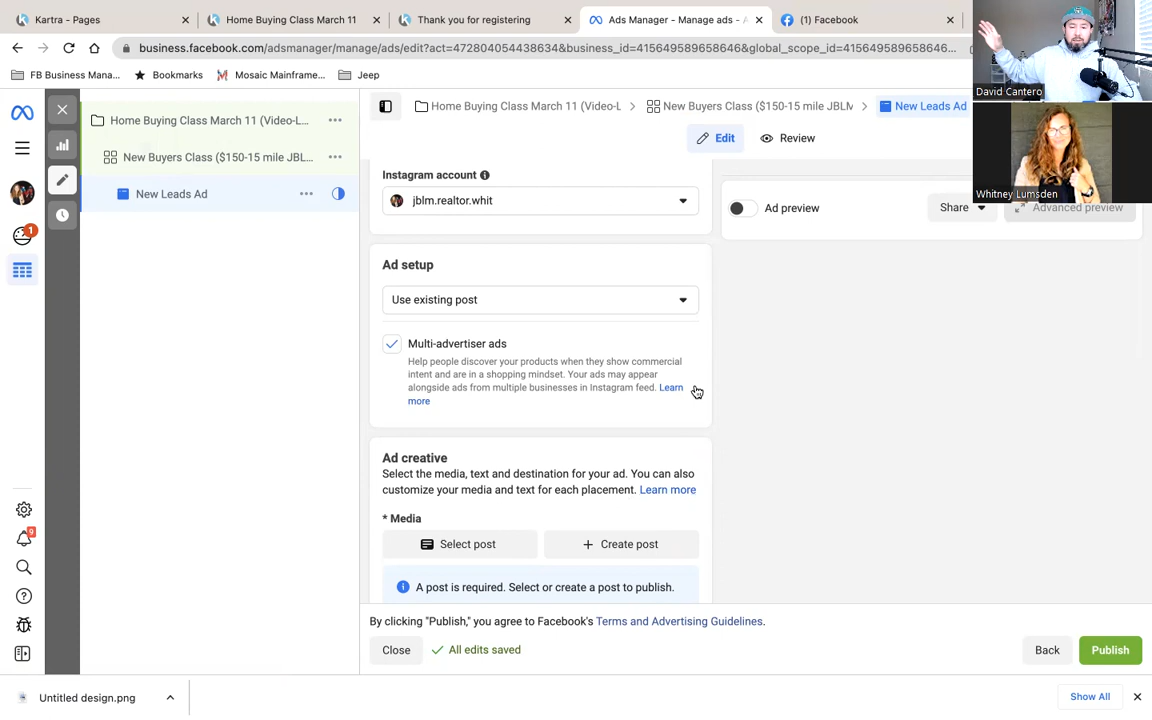 Kartra - Pages
Home Buying Class March 11
Thank you for registering
Ads Manager - Manage ads - A
(1) Facebook
business.facebook.com/adsmanager/manage/ads/edit?act=472804054438634&business_id=415649589658646&global_scope_id=415649589658646...
FB Business Mana...
Bookmarks
Mosaic Mainframe...
Jeep
David Cantero
Whitney Lumsden
1
9
Home Buying Class March 11 (Video-L...
New Buyers Class ($150-15 mile JBL...
New Leads Ad
Home Buying Class March 11 (Video-L
New Buyers Class ($150-15 mile JBLM
New Leads Ad
Edit
Review
Instagram account
jblm.realtor.whit
Ad setup
Use existing post
Multi-advertiser ads
Help people discover your products when they show commercial
intent and are in a shopping mindset. Your ads may appear
alongside ads from multiple businesses in Instagram feed. Learn
more
Ad creative
Select the media, text and destination for your ad. You can also
customize your media and text for each placement. Learn more
* Media
Select post
+ Create post
A post is required. Select or create a post to publish.
Ad preview
Share
Advanced preview
By clicking "Publish," you agree to Facebook's Terms and Advertising Guidelines.
Close
All edits saved
Back
Publish
Untitled design.png
Show All